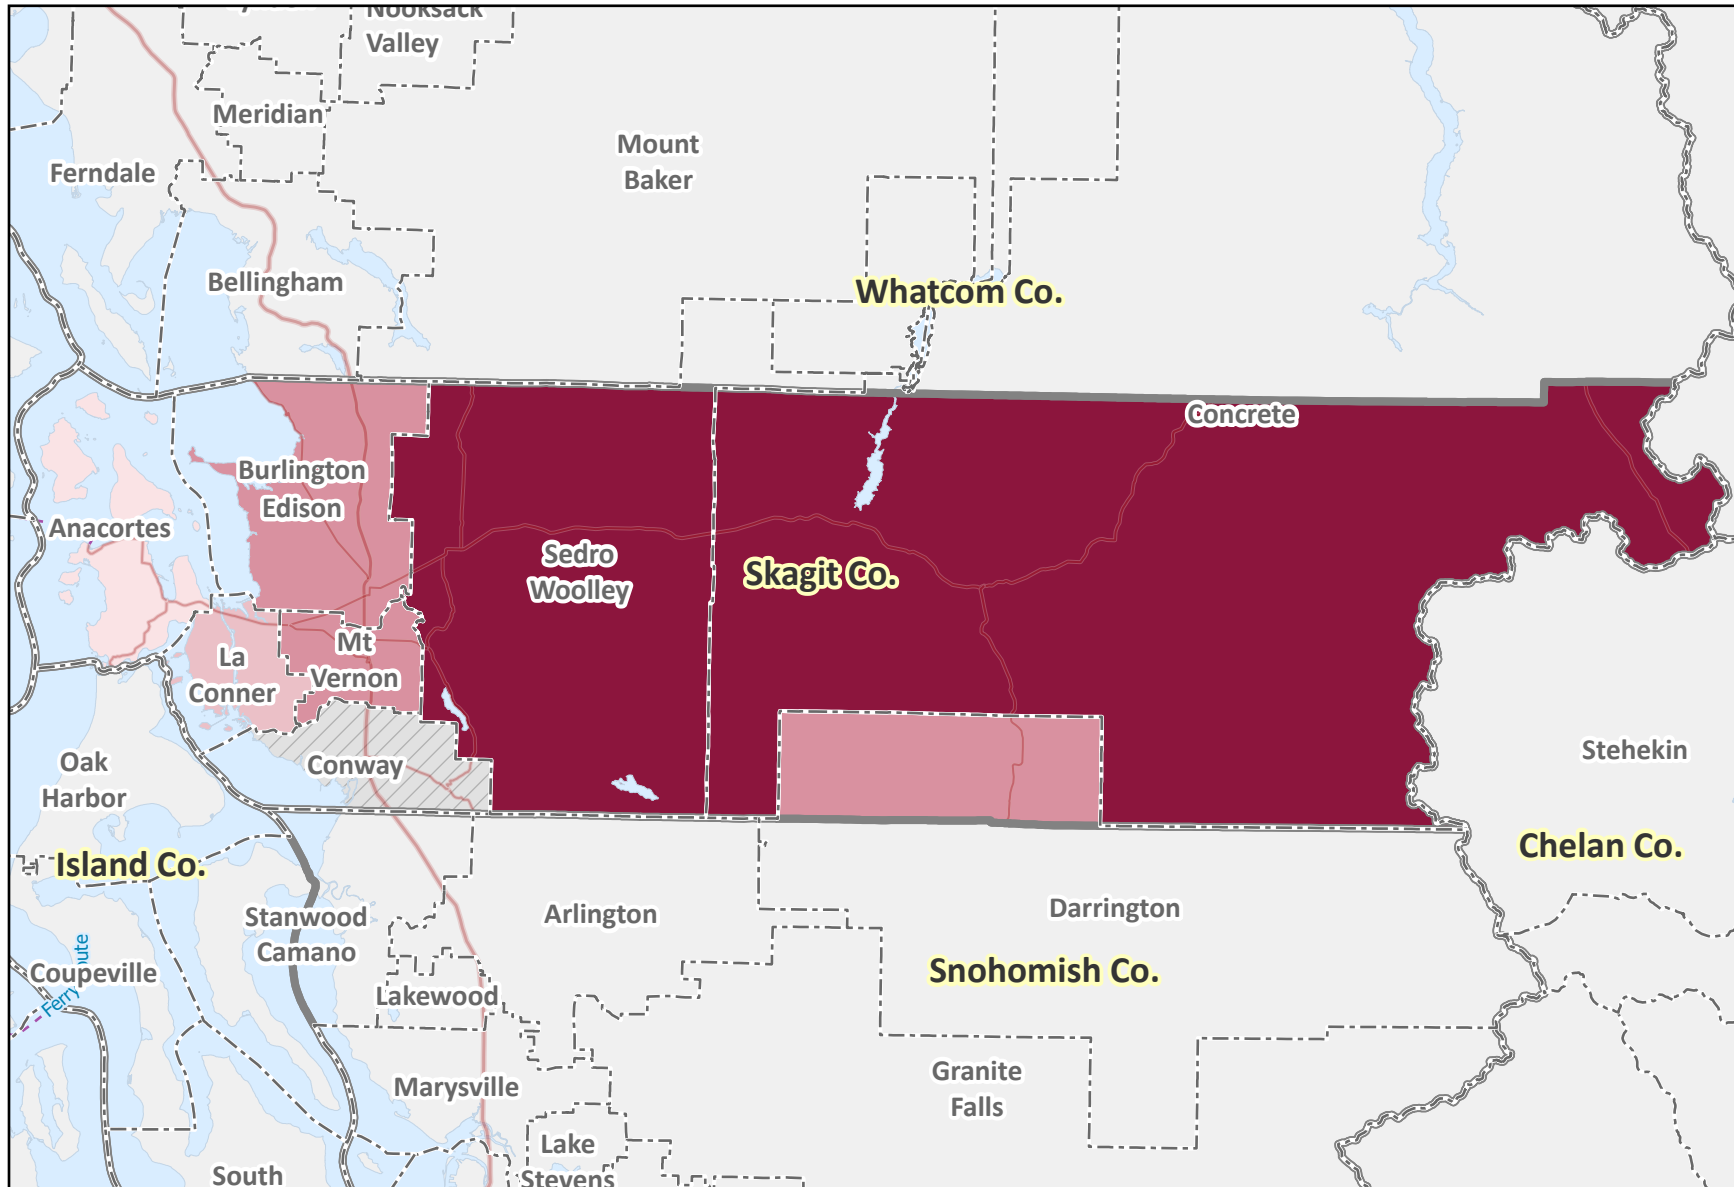 Nooksack
Valley
Meridian
Mount
Baker
Ferndale
Bellingham
Whatcom Co.
Concrete
Burlington
Edison
Anacortes
Sedro
Woolley
Skagit Co.
Mt
Vernon
La
Conner
Conway
Oak
Harbor
Stehekin
Island Co.
Chelan Co.
Stanwood
Camano
Arlington
Darrington
Coupeville
Snohomish Co.
Lakewood
Marysville
Granite
Falls
Lake
Stevens
South